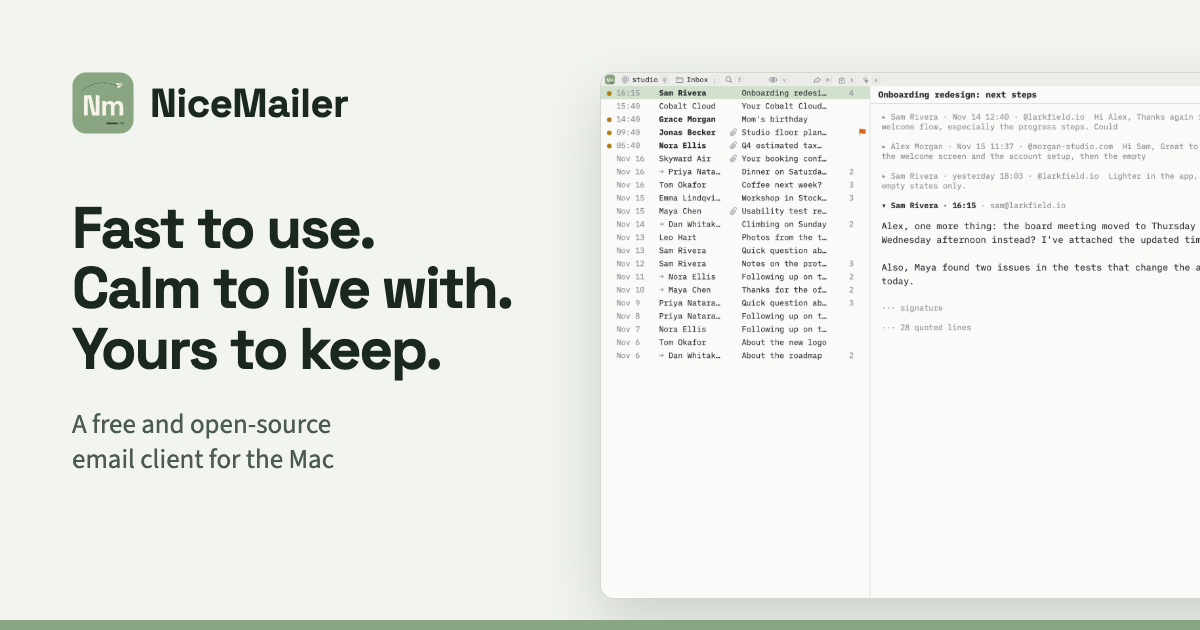 Nm
NiceMailer
Fast to use.
Calm to live with.
Yours to keep.
A free and open-source
email client for the Mac
Nm @ studio Inbox
16:15 Sam Rivera Onboarding redesi… 4
15:40 Cobalt Cloud Your Cobalt Cloud…
14:40 Grace Morgan Mom's birthday
09:40 Jonas Becker Studio floor plan…
05:40 Nora Ellis Q4 estimated tax…
Nov 16 Skyward Air Your booking conf…
Nov 16 → Priya Nata… Dinner on Saturda… 2
Nov 16 Tom Okafor Coffee next week? 3
Nov 15 Emma Lindqvi… Workshop in Stock… 3
Nov 15 Maya Chen Usability test re…
Nov 14 → Dan Whitak… Climbing on Sunday 2
Nov 13 Leo Hart Photos from the t…
Nov 13 Sam Rivera Quick question ab…
Nov 12 Sam Rivera Notes on the prot… 3
Nov 11 → Nora Ellis Following up on t… 2
Nov 10 → Maya Chen Thanks for the of… 2
Nov 9 Priya Natara… Quick question ab… 3
Nov 8 Priya Natara… Following up on t…
Nov 7 Nora Ellis Following up on t…
Nov 6 Tom Okafor About the new logo
Nov 6 → Dan Whitak… About the roadmap 2
Onboarding redesign: next steps
▸ Sam Rivera · Nov 14 12:40 · @larkfield.io Hi Alex, Thanks again
welcome flow, especially the progress steps. Could
▸ Alex Morgan · Nov 15 11:37 · @morgan-studio.com Hi Sam, Great to
the welcome screen and the account setup, then the empty
▸ Sam Rivera · yesterday 18:03 · @larkfield.io Lighter in the app,
empty states only.
▾ Sam Rivera · 16:15 · sam@larkfield.io
Alex, one more thing: the board meeting moved to Thursday
Wednesday afternoon instead? I've attached the updated tim
Also, Maya found two issues in the tests that change the a
today.
··· signature
··· 28 quoted lines